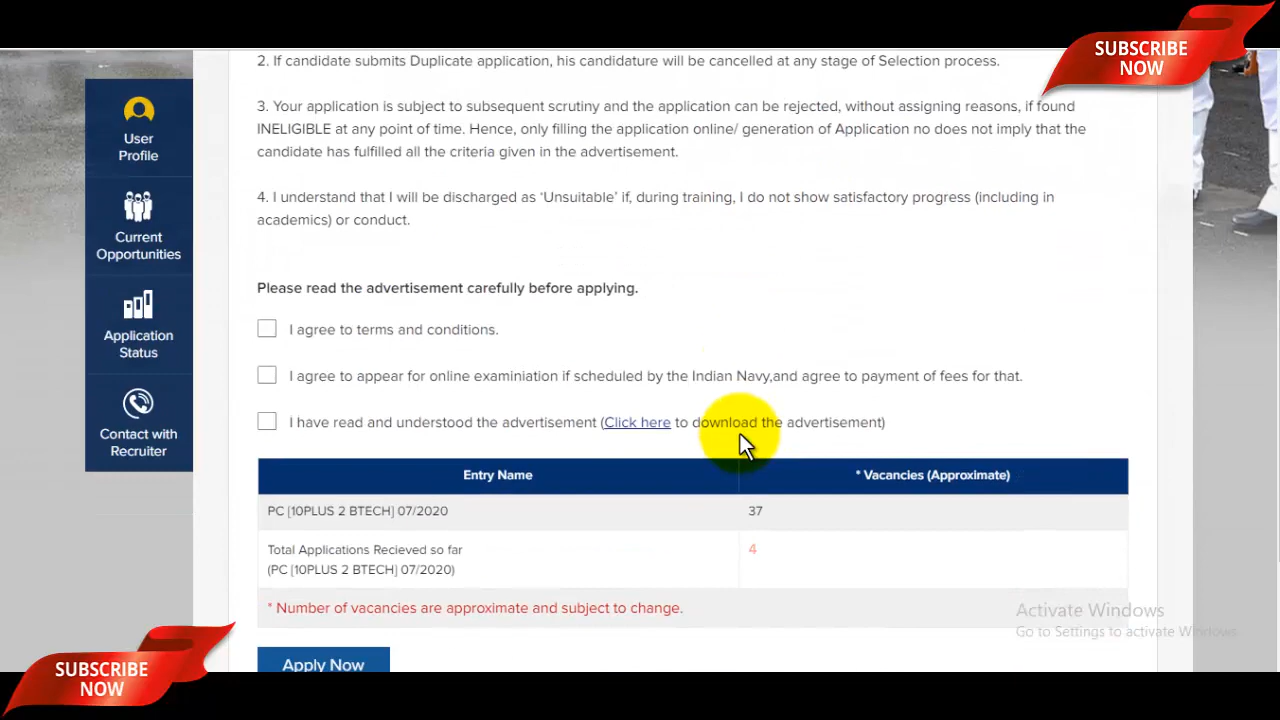 SUBSCRIBE
NOW
2. If candidate submits Duplicate application, his candidature will be cancelled at any stage of Selection process.
3. Your application is subject to subsequent scrutiny and the application can be rejected, without assigning reasons, if found
INELIGIBLE at any point of time. Hence, only filling the application online/ generation of Application no does not imply that the
candidate has fulfilled all the criteria given in the advertisement.
4. I understand that I will be discharged as ‘Unsuitable’ if, during training, I do not show satisfactory progress (including in
academics) or conduct.
User
Profile
Current
Opportunities
Application
Status
Contact with
Recruiter
Please read the advertisement carefully before applying.
I agree to terms and conditions.
I agree to appear for online examiniation if scheduled by the Indian Navy,and agree to payment of fees for that.
I have read and understood the advertisement (Click here to download the advertisement)
Entry Name * Vacancies (Approximate)
PC [10PLUS 2 BTECH] 07/2020 37
Total Applications Recieved so far 4
(PC [10PLUS 2 BTECH] 07/2020)
* Number of vacancies are approximate and subject to change.
Apply Now
Activate Windows
Go to Settings to activate Windows.
SUBSCRIBE
NOW